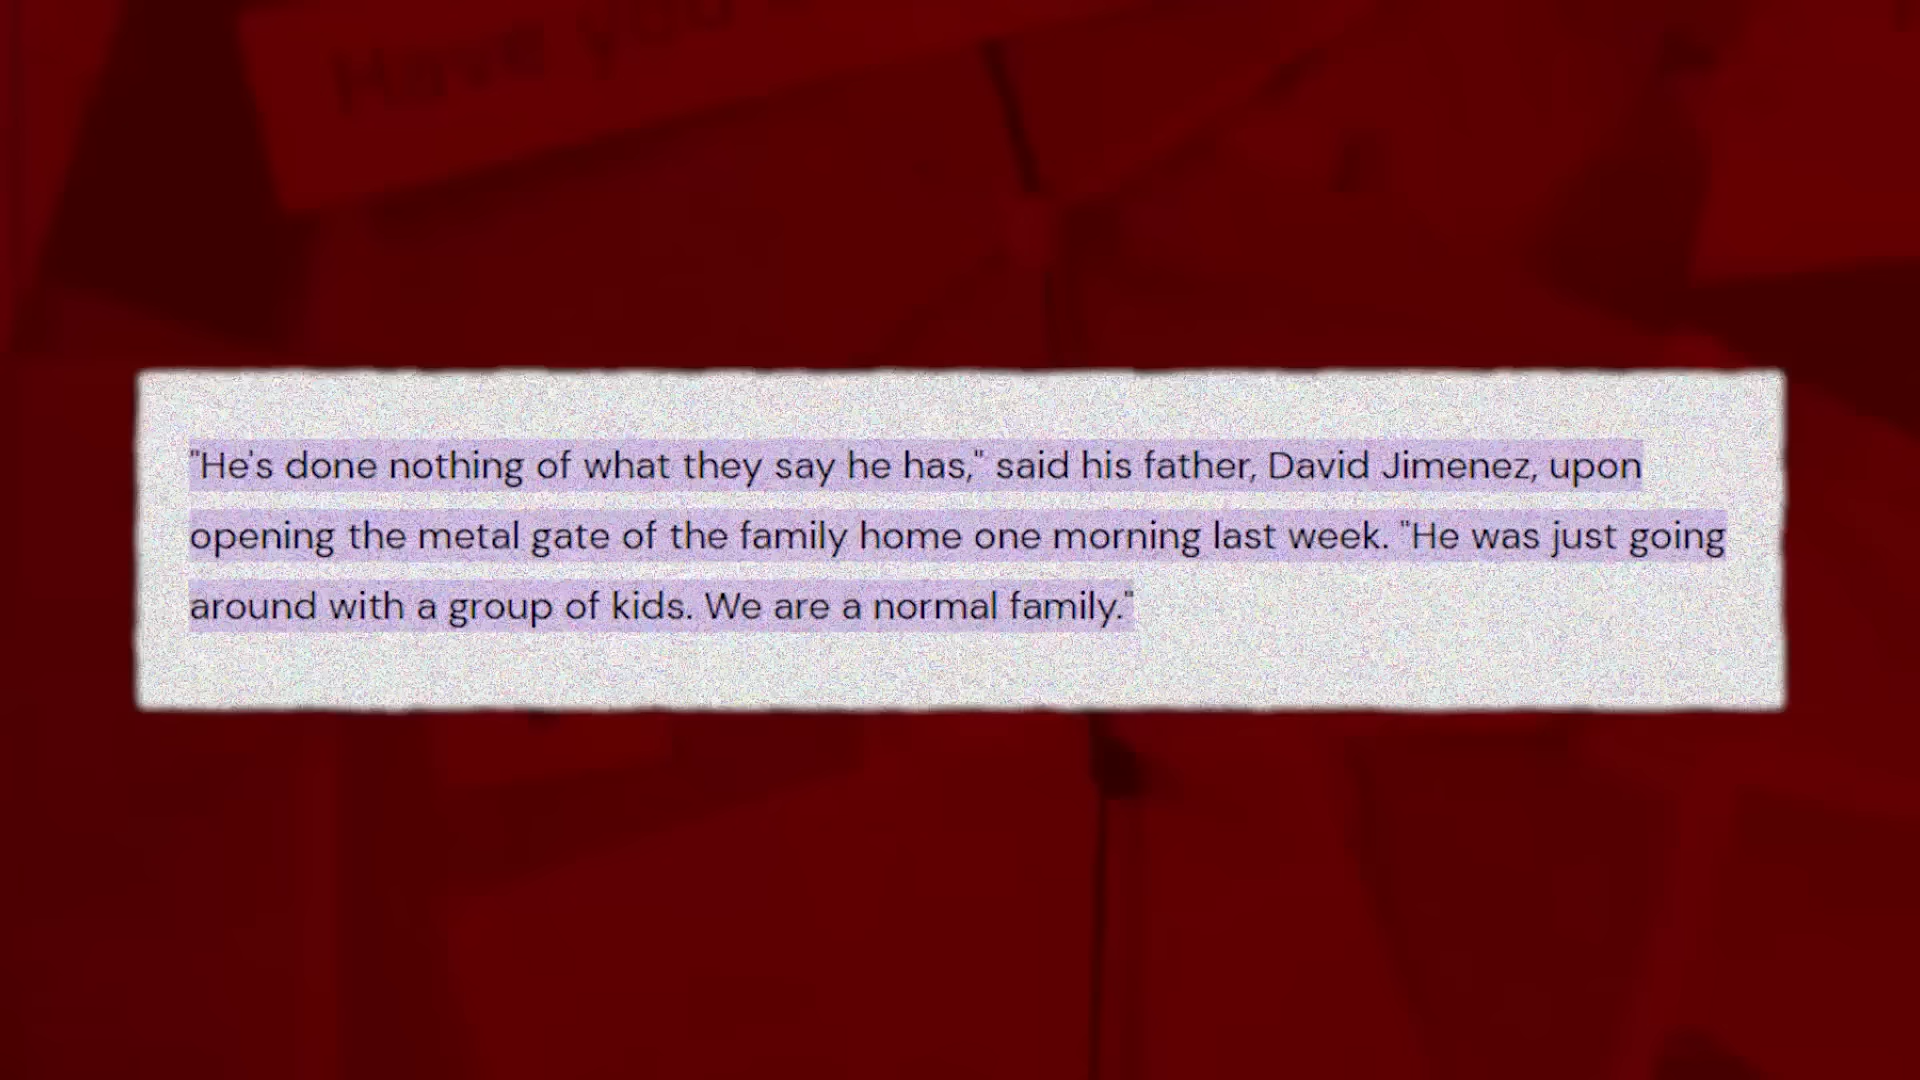 Have you
"He's done nothing of what they say he has," said his father, David Jimenez, upon
opening the metal gate of the family home one morning last week. "He was just going
around with a group of kids. We are a normal family."